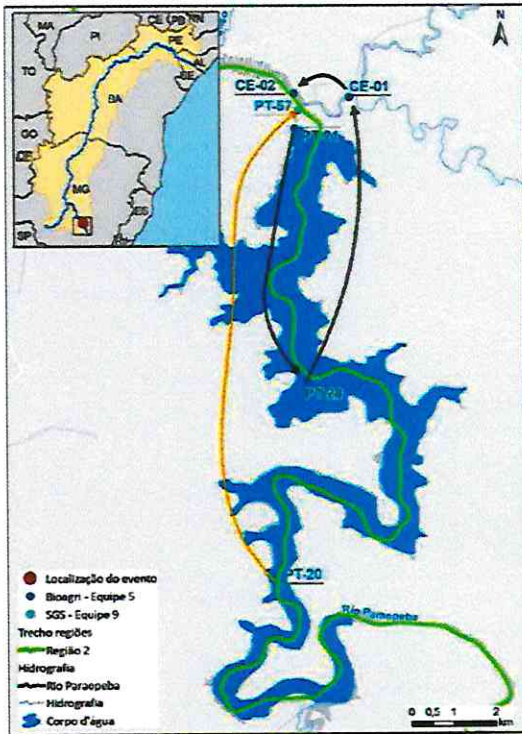 MA
CE
PB
RN
PI
PE
TO
AL
SE
BA
GO
DF
MG
ES
SP
N
CE-02
CE-01
PT-57
PT-20
Localização do evento
Bioagri - Equipe 5
SGS - Equipe 9
Trecho regiões
Região 2
Hidrografia
Rio Paraopeba
Hidrografia
Corpo d'água
Rio Paraopeba
0 0,5 1 2
km